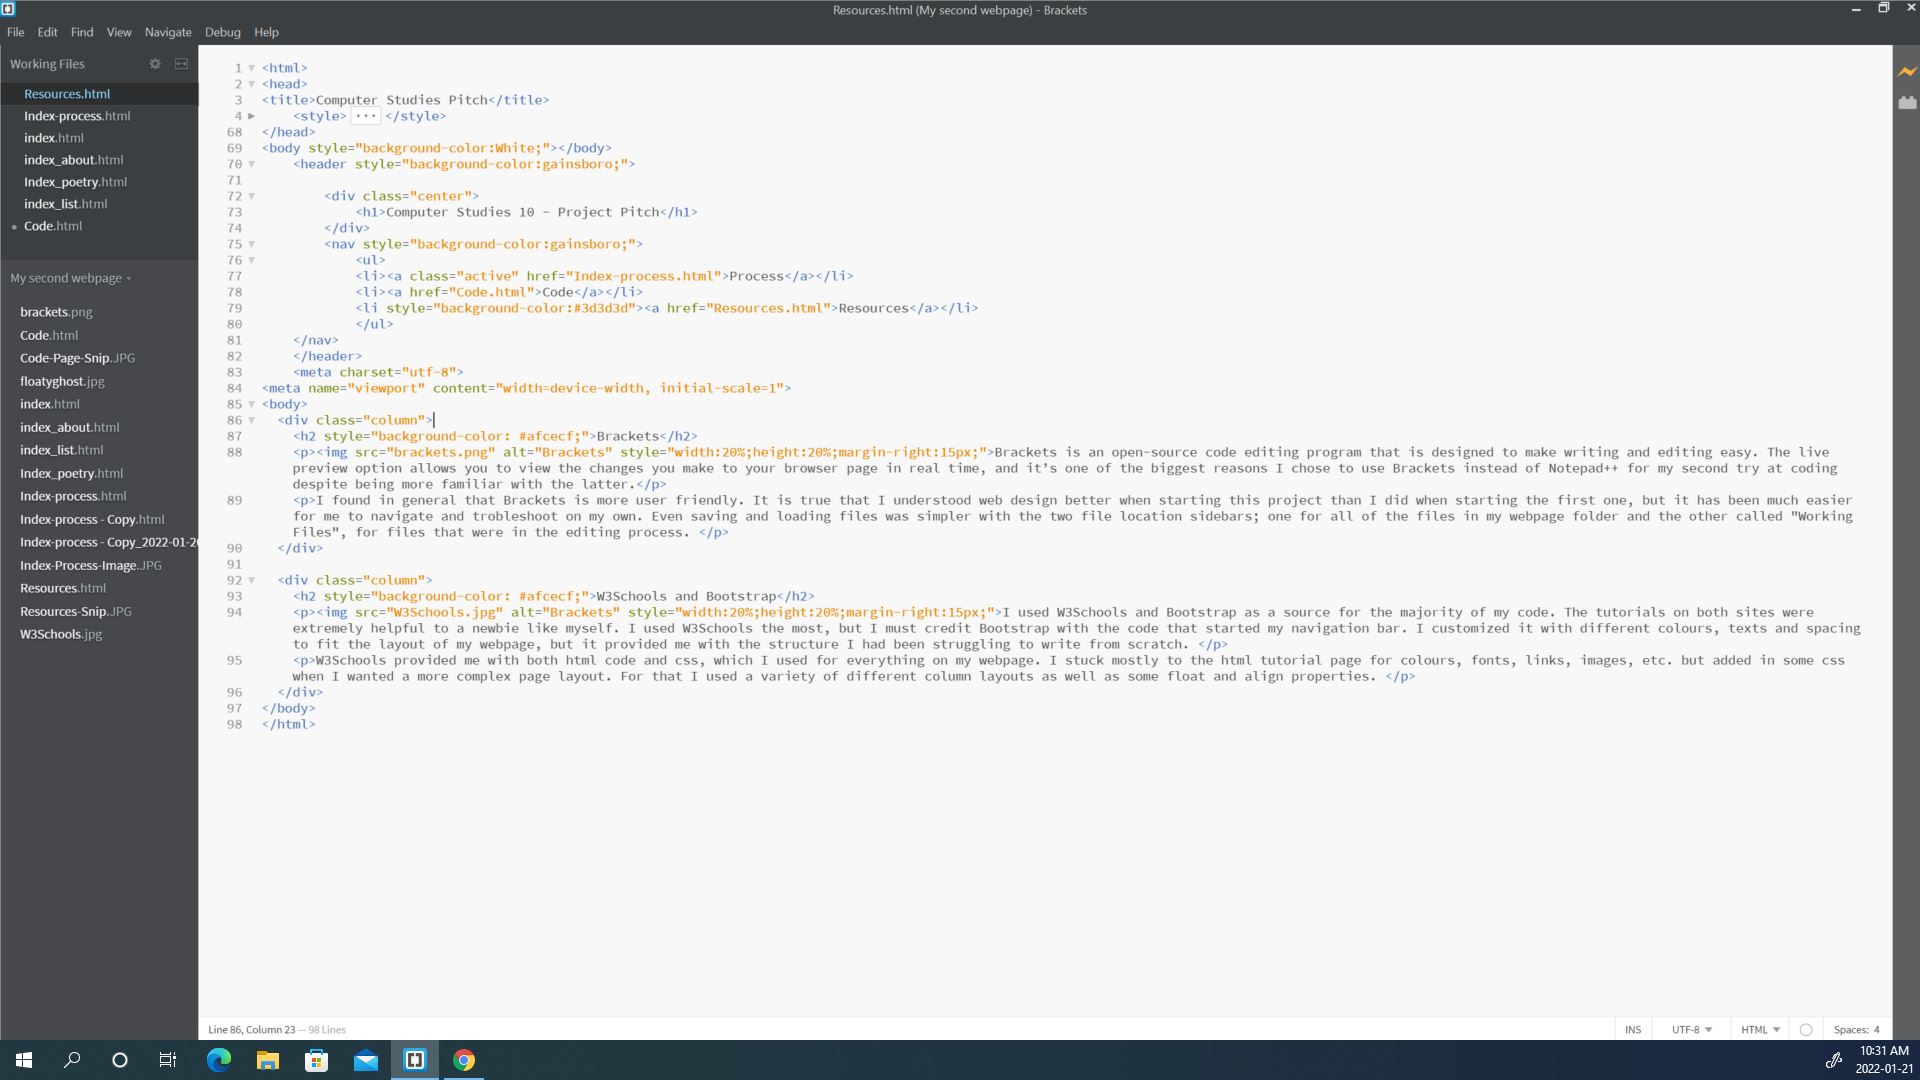 Resources.html (My second webpage) - Brackets
File Edit Find View Navigate Debug Help
Working Files
Resources.html
Index-process.html
index.html
index_about.html
Index_poetry.html
index_list.html
Code.html
My second webpage
brackets.png
Code.html
Code-Page-Snip.JPG
floatyghost.jpg
index.html
index_about.html
index_list.html
Index_poetry.html
Index-process.html
Index-process - Copy.html
Index-process - Copy_2022-01-20
Index-Process-Image.JPG
Resources.html
Resources-Snip.JPG
W3Schools.jpg
1 <html>
2 <head>
3 <title>Computer Studies Pitch</title>
4 <style> ... </style>
68 </head>
69 <body style="background-color:White;"></body>
70 <header style="background-color:gainsboro;">
71
72 <div class="center">
73 <h1>Computer Studies 10 - Project Pitch</h1>
74 </div>
75 <nav style="background-color:gainsboro;">
76 <ul>
77 <li><a class="active" href="Index-process.html">Process</a></li>
78 <li><a href="Code.html">Code</a></li>
79 <li style="background-color:#3d3d3d"><a href="Resources.html">Resources</a></li>
80 </ul>
81 </nav>
82 </header>
83 <meta charset="utf-8">
84 <meta name="viewport" content="width=device-width, initial-scale=1">
85 <body>
86 <div class="column">
87 <h2 style="background-color: #afcecf;">Brackets</h2>
88 <p><img src="brackets.png" alt="Brackets" style="width:20%;height:20%;margin-right:15px;">Brackets is an open-source code editing program that is designed to make writing and editing easy. The live
preview option allows you to view the changes you make to your browser page in real time, and it's one of the biggest reasons I chose to use Brackets instead of Notepad++ for my second try at coding
despite being more familiar with the latter.</p>
89 <p>I found in general that Brackets is more user friendly. It is true that I understood web design better when starting this project than I did when starting the first one, but it has been much easier
for me to navigate and trobleshoot on my own. Even saving and loading files was simpler with the two file location sidebars; one for all of the files in my webpage folder and the other called "Working
Files", for files that were in the editing process. </p>
90 </div>
91
92 <div class="column">
93 <h2 style="background-color: #afcecf;">W3Schools and Bootstrap</h2>
94 <p><img src="W3Schools.jpg" alt="Brackets" style="width:20%;height:20%;margin-right:15px;">I used W3Schools and Bootstrap as a source for the majority of my code. The tutorials on both sites were
extremely helpful to a newbie like myself. I used W3Schools the most, but I must credit Bootstrap with the code that started my navigation bar. I customized it with different colours, texts and spacing
to fit the layout of my webpage, but it provided me with the structure I had been struggling to write from scratch. </p>
95 <p>W3Schools provided me with both html code and css, which I used for everything on my webpage. I stuck mostly to the html tutorial page for colours, fonts, links, images, etc. but added in some css
when I wanted a more complex page layout. For that I used a variety of different column layouts as well as some float and align properties. </p>
96 </div>
97 </body>
98 </html>
Line 86, Column 23 — 98 Lines
INS UTF-8 HTML Spaces: 4
10:31 AM
2022-01-21